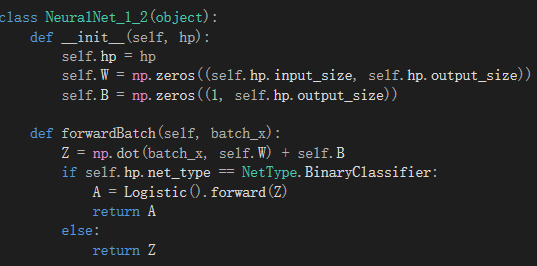 class NeuralNet_1_2(object):
    def __init__(self, hp):
        self.hp = hp
        self.W = np.zeros((self.hp.input_size, self.hp.output_size))
        self.B = np.zeros((1, self.hp.output_size))

    def forwardBatch(self, batch_x):
        Z = np.dot(batch_x, self.W) + self.B
        if self.hp.net_type == NetType.BinaryClassifier:
            A = Logistic().forward(Z)
            return A
        else:
            return Z